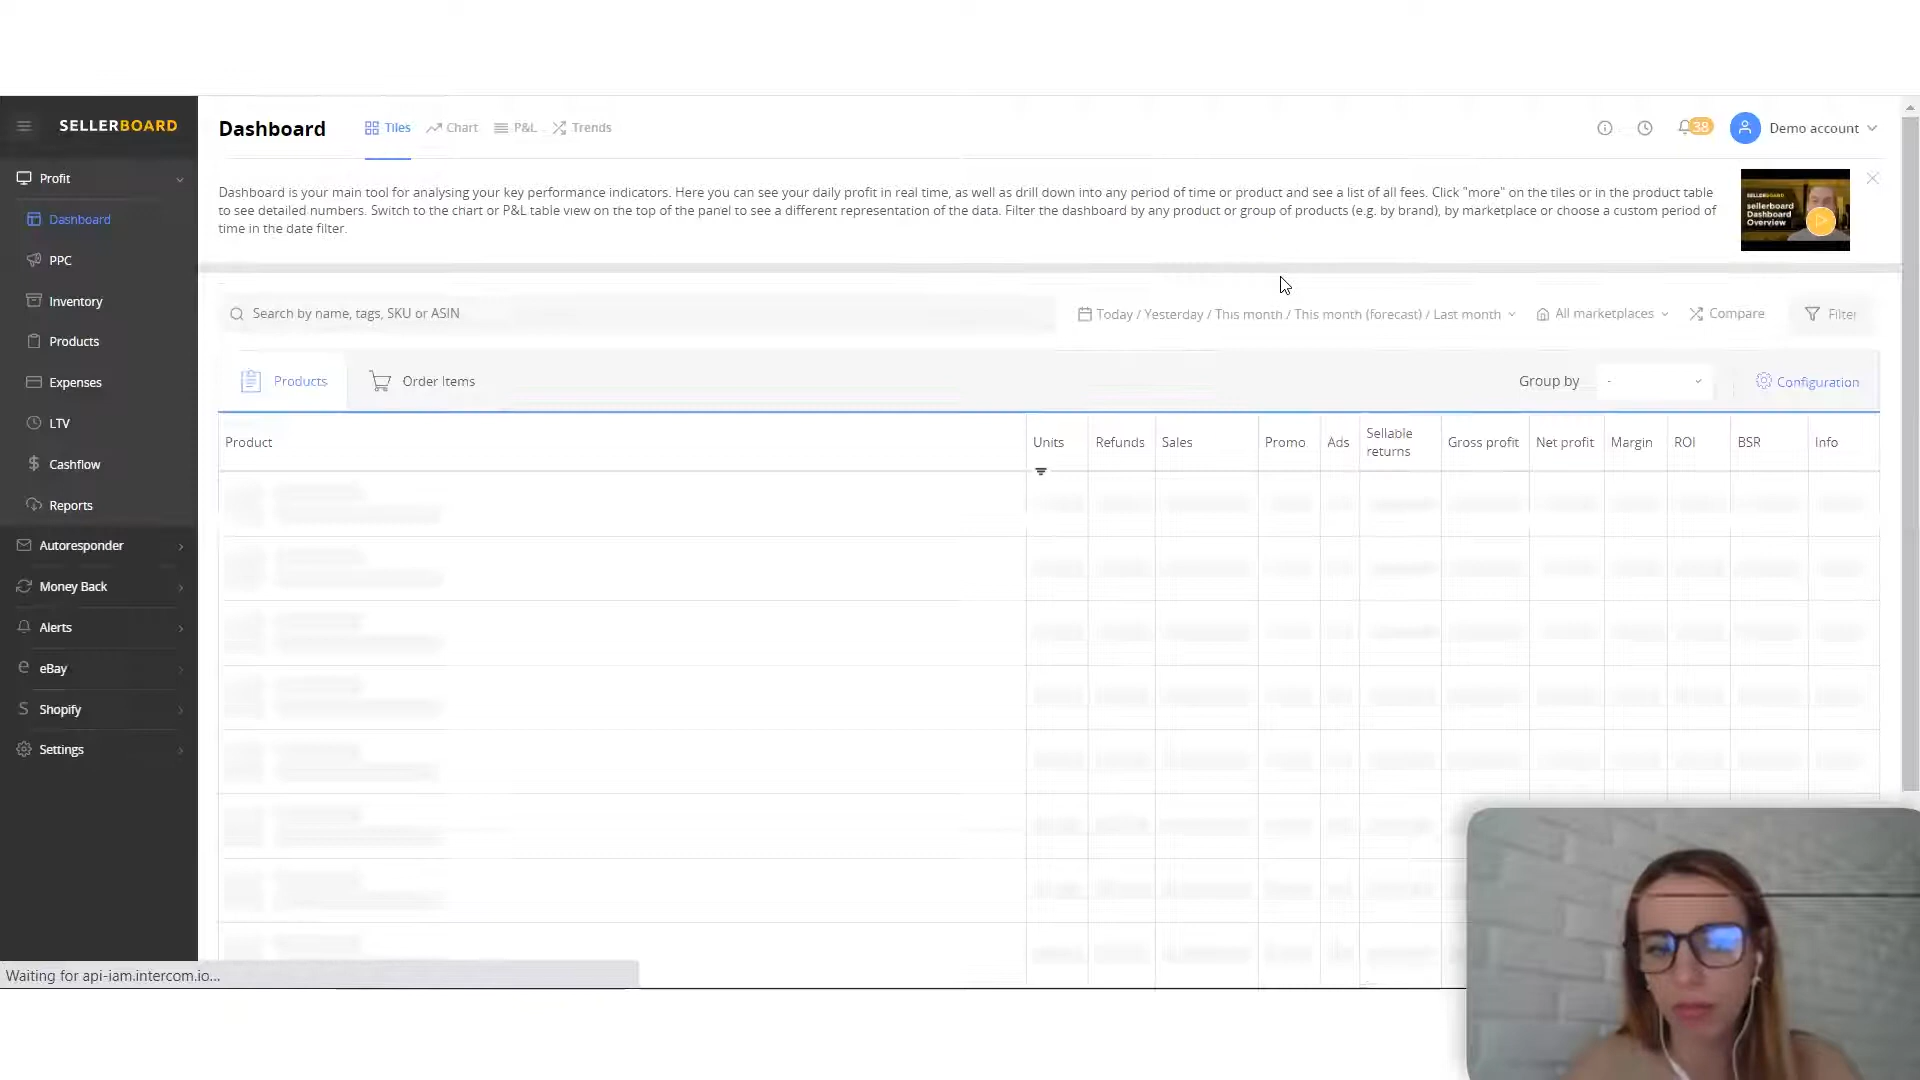 SELLERBOARD
Dashboard
Tiles
Chart
P&L
Trends
38
Demo account
Profit
Dashboard
PPC
Inventory
Products
Expenses
LTV
Cashflow
Reports
Autoresponder
Money Back
Alerts
eBay
Shopify
Settings
Dashboard is your main tool for analysing your key performance indicators. Here you can see your daily profit in real time, as well as drill down into any period of time or product and see a list of all fees. Click "more" on the tiles or in the product table
to see detailed numbers. Switch to the chart or P&L table view on the top of the panel to see a different representation of the data. Filter the dashboard by any product or group of products (e.g. by brand), by marketplace or choose a custom period of
time in the date filter.
SELLERBOARD
sellerboard
Dashboard
Overview
Search by name, tags, SKU or ASIN
Today / Yesterday / This month / This month (forecast) / Last month
All marketplaces
Compare
Filter
Products
Order Items
Group by
-
Configuration
Product
Units
Refunds
Sales
Promo
Ads
Sellable
returns
Gross profit
Net profit
Margin
ROI
BSR
Info
Waiting for api-iam.intercom.io...